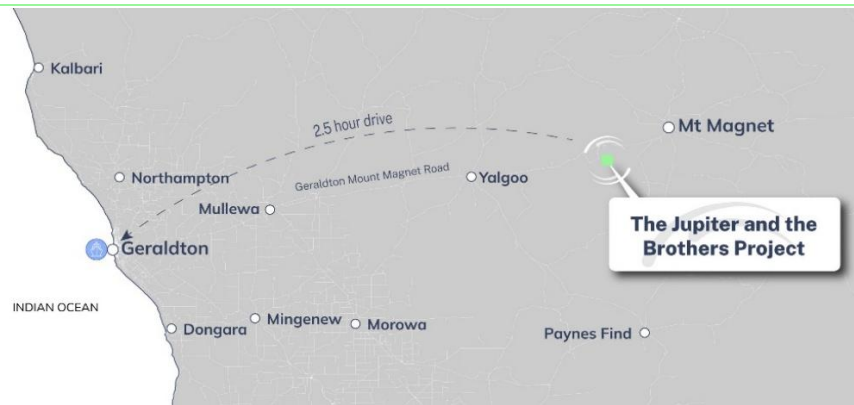 Kalbari
2.5 hour drive
Mt Magnet
Northampton
Geraldton Mount Magnet Road
Yalgoo
Mullewa
The Jupiter and the
Brothers Project
Geraldton
INDIAN OCEAN
Dongara
Mingenew
Morowa
Paynes Find